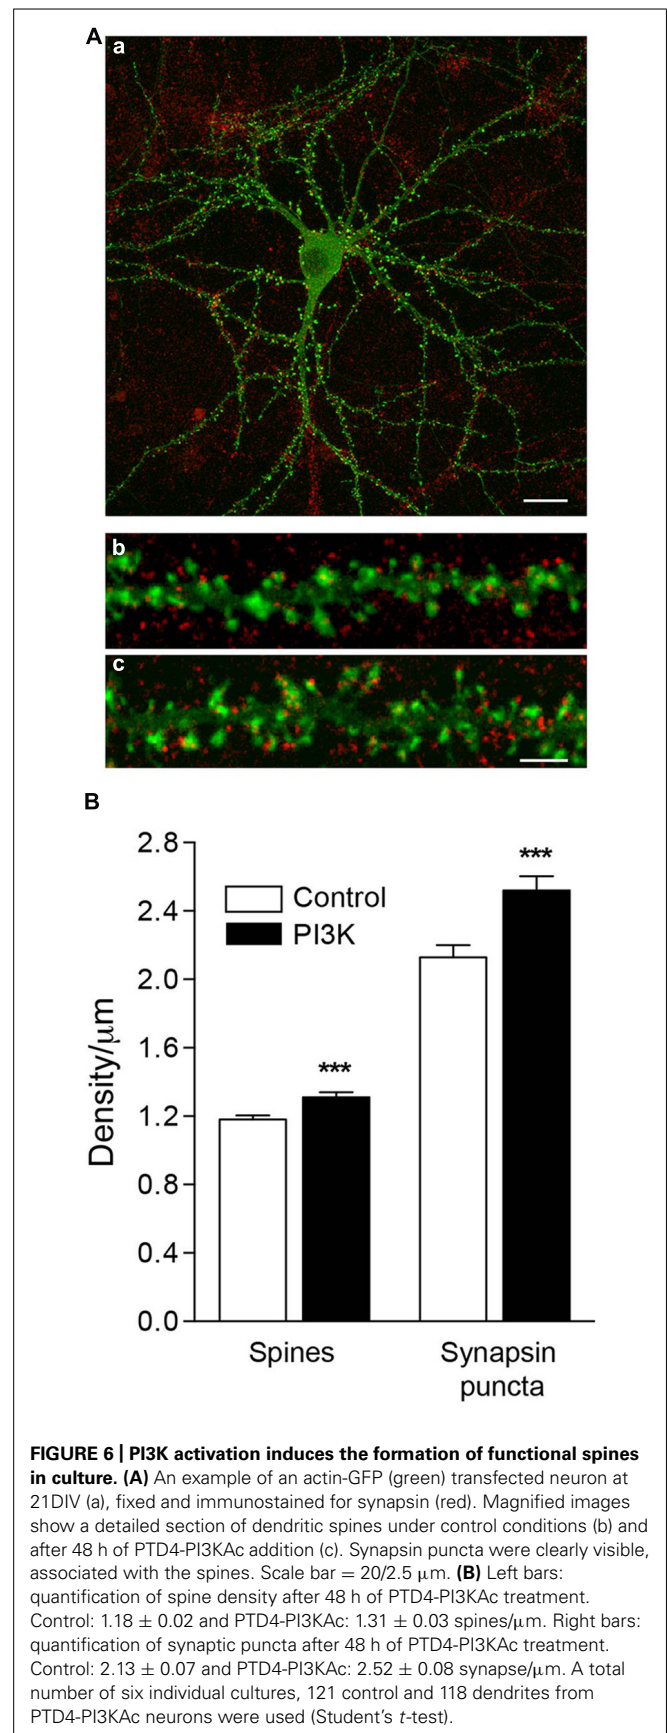 A
a
b
c
B
2.8
2.4
2.0
1.6
1.2
0.8
0.4
0.0
Density/μm
Control
PI3K
***
***
Spines
Synapsin
puncta
FIGURE 6 | PI3K activation induces the formation of functional spines
in culture. (A) An example of an actin-GFP (green) transfected neuron at
21DIV (a), fixed and immunostained for synapsin (red). Magnified images
show a detailed section of dendritic spines under control conditions (b) and
after 48 h of PTD4-PI3KAc addition (c). Synapsin puncta were clearly visible,
associated with the spines. Scale bar = 20/2.5 μm. (B) Left bars:
quantification of spine density after 48 h of PTD4-PI3KAc treatment.
Control: 1.18 ± 0.02 and PTD4-PI3KAc: 1.31 ± 0.03 spines/μm. Right bars:
quantification of synaptic puncta after 48 h of PTD4-PI3KAc treatment.
Control: 2.13 ± 0.07 and PTD4-PI3KAc: 2.52 ± 0.08 synapse/μm. A total
number of six individual cultures, 121 control and 118 dendrites from
PTD4-PI3KAc neurons were used (Student's t-test).